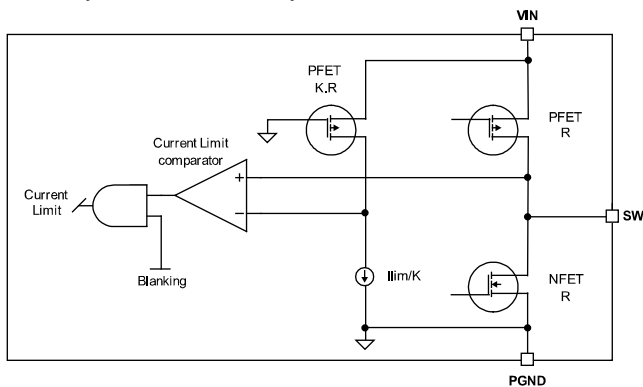 VIN
PFET
K.R
PFET
R
Current Limit
comparator
+
−
Current
Limit
SW
Blanking
Ilim/K
NFET
R
PGND